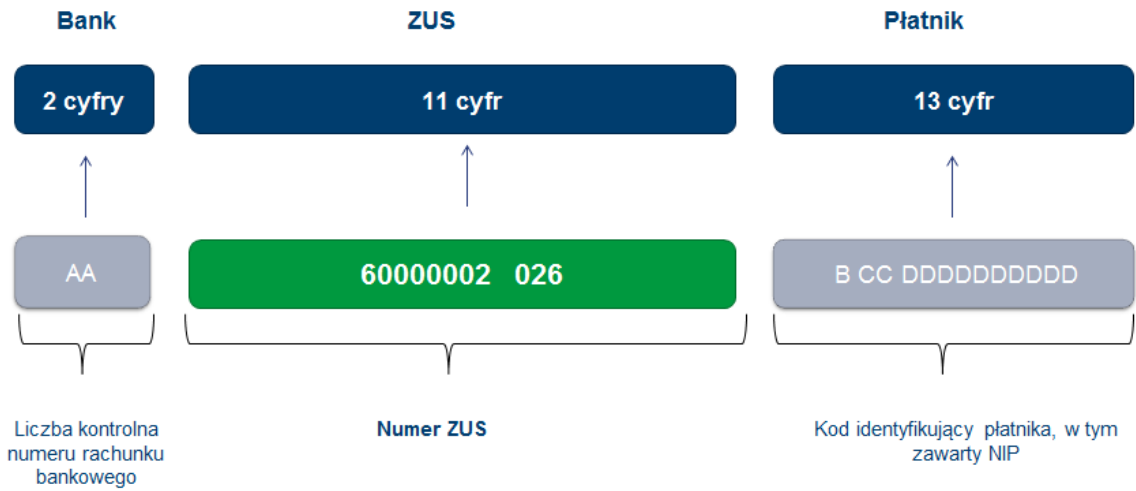 Bank ZUS Płatnik
2 cyfry 11 cyfr 13 cyfr
AA 60000002 026 B CC DDDDDDDDDD
Liczba kontrolna
numeru rachunku
bankowego
Numer ZUS
Kod identyfikujący płatnika, w tym
zawarty NIP